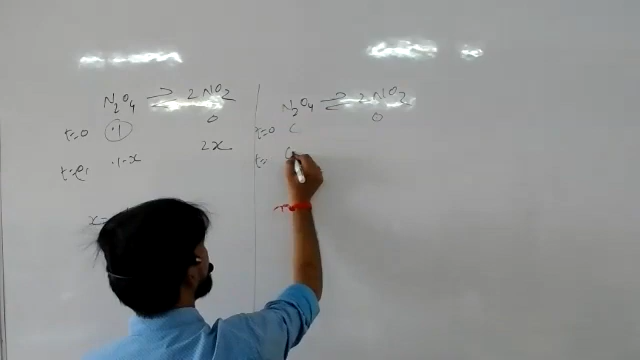 N2O4 ⇌ 2NO2
t=0 .1 0
t=eq .1-x 2x
x=
N2O4 ⇌ 2NO2
t=0 C 0
t= C